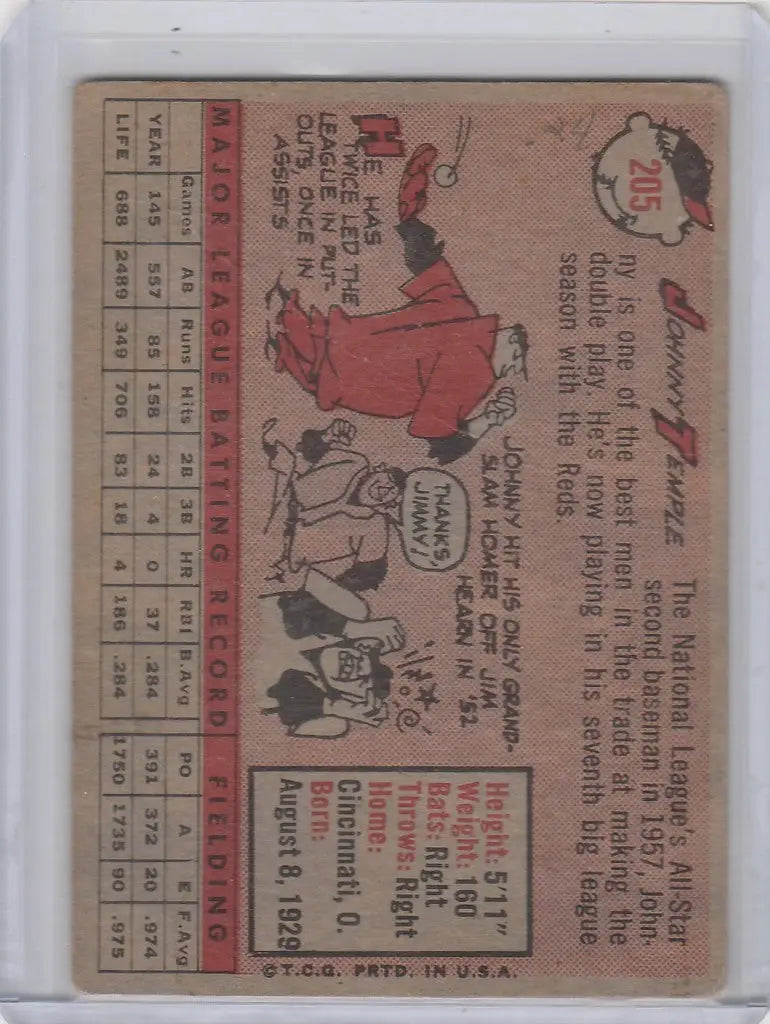 205
JOHNNY TEMPLE
The National League's All-Star
second baseman in 1957, John-
ny is one of the best men in the trade at making the
double play. He's now playing in his seventh big league
season with the Reds.
HE HAS
TWICE LED THE
LEAGUE IN PUT-
OUTS, ONCE IN
ASSISTS
JOHNNY HIT HIS ONLY GRAND-
SLAM HOMER OFF JIM
HEARN IN '52
THANKS,
JIMMY!
Height: 5'11"
Weight: 160
Bats: Right
Throws: Right
Home:
Cincinnati, O.
Born:
August 8, 1929
MAJOR LEAGUE BATTING RECORD FIELDING
Games AB Runs Hits 2B 3B HR RBI B.Avg PO A E F.Avg
YEAR 145 557 85 158 24 4 0 37 .284 391 372 20 .974
LIFE 688 2489 349 706 83 18 4 186 .284 1750 1735 90 .975
©T.C.G. PRTD. IN U.S.A.